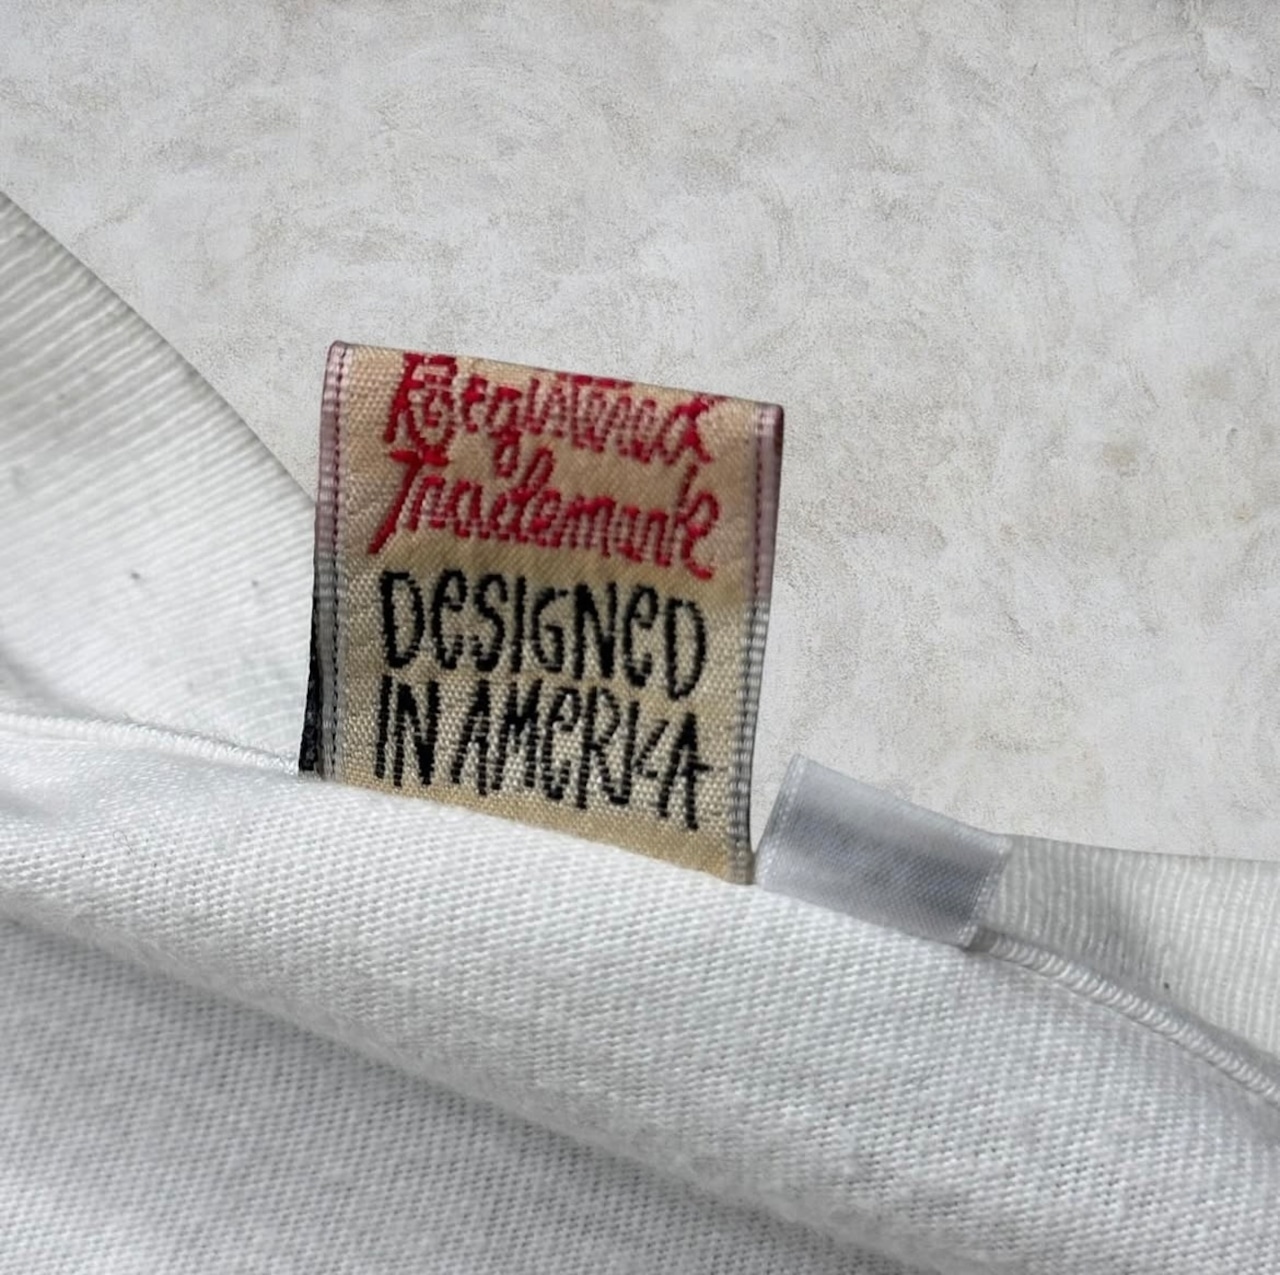 Registered
Trademark
DeSIGNeD
IN AMeRICA